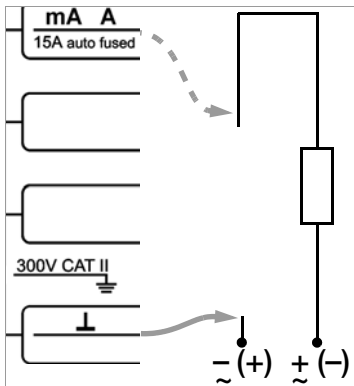 mA A
15A auto fused
300V CAT II
− (+) + (−)
~ ~